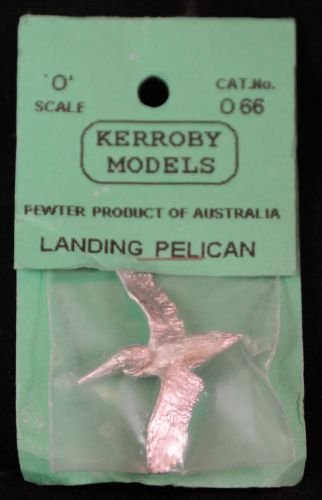 'O' CAT.No.
SCALE O 66
KERROBY
MODELS
PEWTER PRODUCT OF AUSTRALIA
LANDING PELICAN